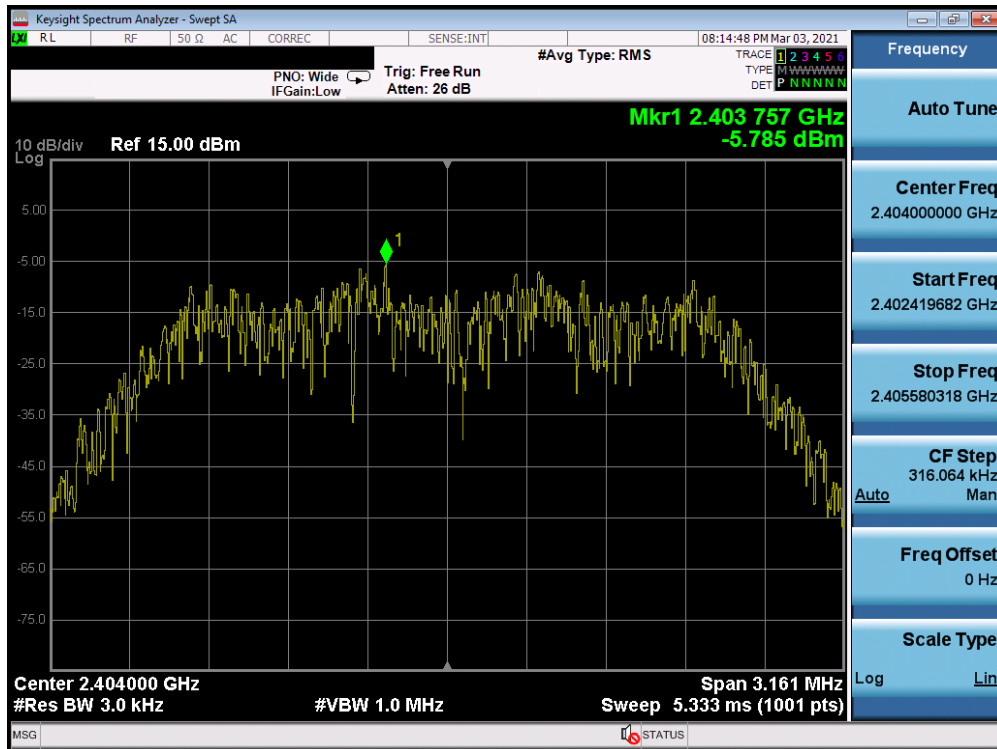 Keysight Spectrum Analyzer - Swept SA
LXI RL RF 50 Ω AC CORREC SENSE:INT 08:14:48 PM Mar 03, 2021
Frequency
#Avg Type: RMS
TRACE 1 2 3 4 5 6
PNO: Wide Trig: Free Run
TYPE M WWWWW
IFGain:Low Atten: 26 dB
DET P N N N N N
Auto Tune
Mkr1 2.403 757 GHz
-5.785 dBm
10 dB/div Ref 15.00 dBm
Log
1
5.00
-5.00
-15.0
-25.0
-35.0
-45.0
-55.0
-65.0
-75.0
Center Freq
2.404000000 GHz
Start Freq
2.402419682 GHz
Stop Freq
2.405580318 GHz
CF Step
316.064 kHz
Auto Man
Freq Offset
0 Hz
Scale Type
Log Lin
Center 2.404000 GHz Span 3.161 MHz
#Res BW 3.0 kHz #VBW 1.0 MHz Sweep 5.333 ms (1001 pts)
MSG STATUS